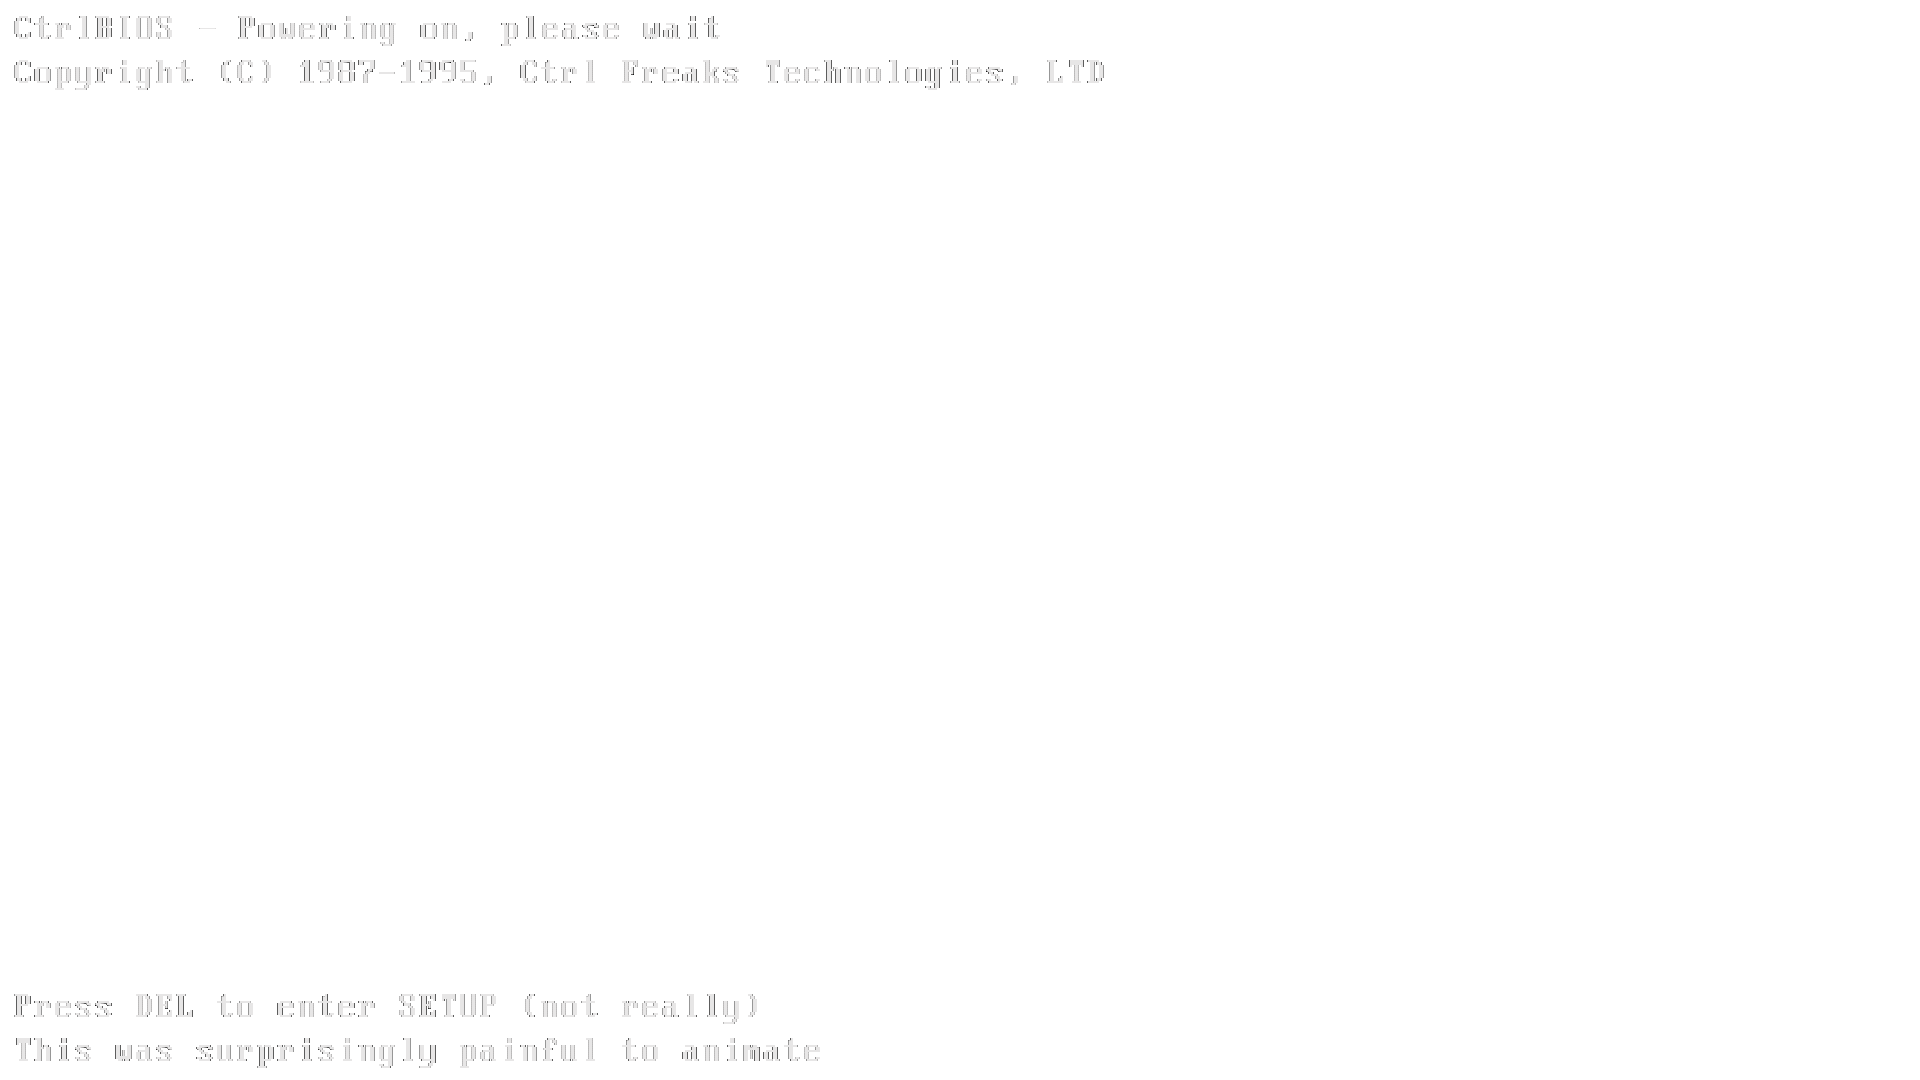 CtrlBIOS - Powering on, please wait
Copyright (C) 1987-1995, Ctrl Freaks Technologies, LTD
Press DEL to enter SETUP (not really)
This was surprisingly painful to animate